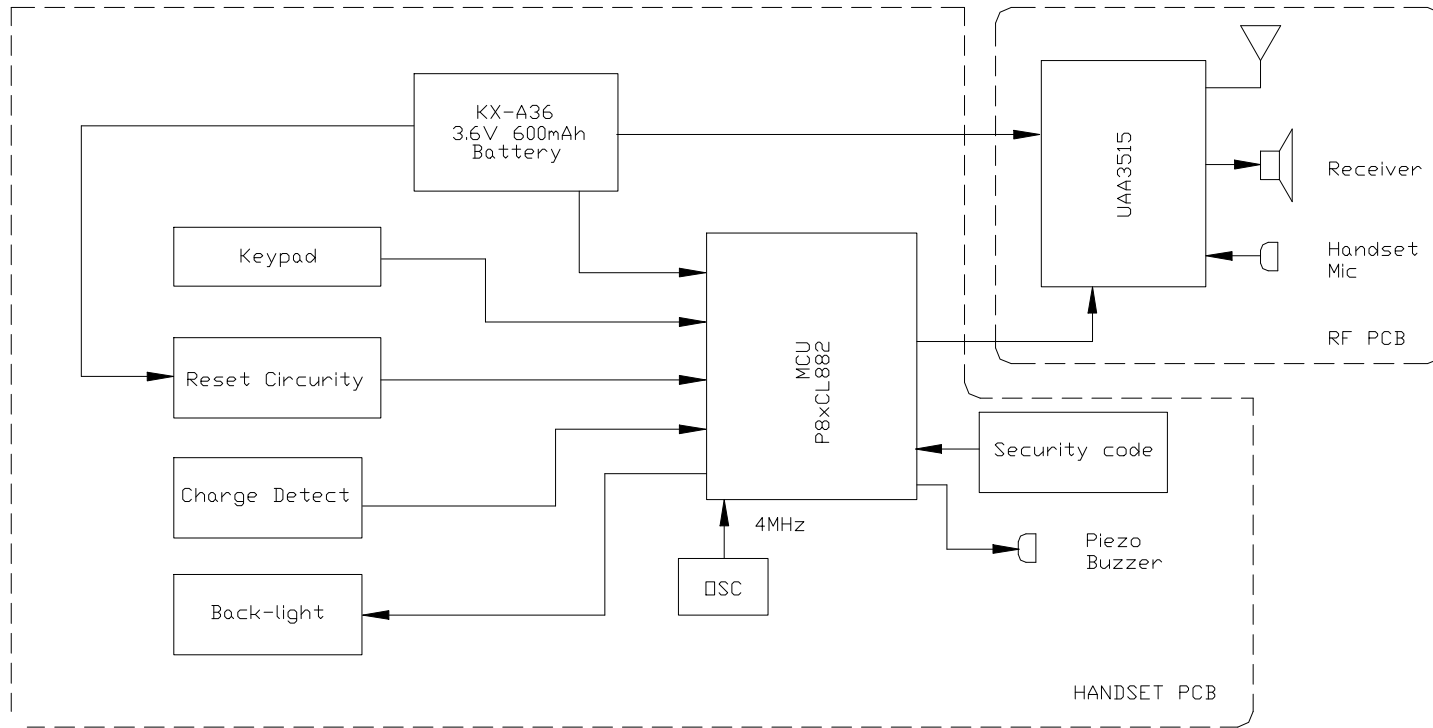 KX-A36
3.6V 600mAh
Battery
UAA3515
Receiver
Handset
Mic
RF PCB
Keypad
Reset Circurity
MCU
P8xCL882
Charge Detect
Security code
4MHz
OSC
Piezo
Buzzer
Back-light
HANDSET PCB